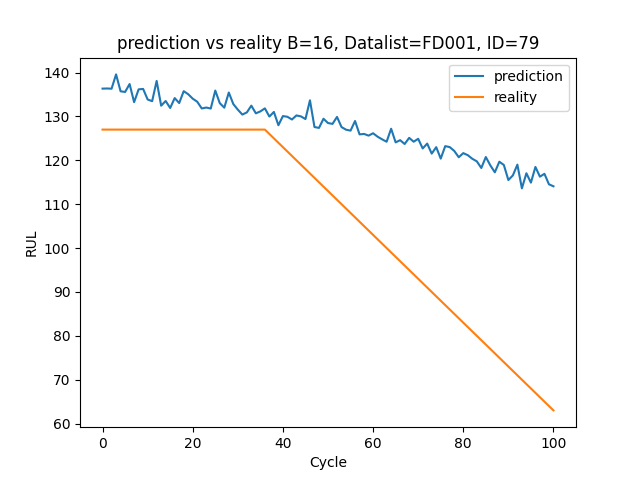 prediction vs reality B=16, Datalist=FD001, ID=79
prediction
reality
140
130
120
110
100
90
80
70
60
RUL
0 20 40 60 80 100
Cycle